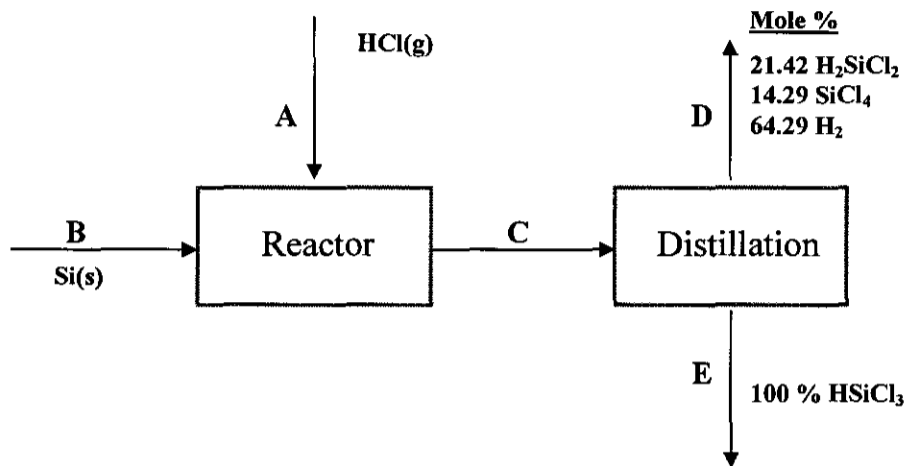 Mole %
HCl(g)
21.42 H₂SiCl₂
14.29 SiCl₄
64.29 H₂
A
D
B
Reactor
C
Distillation
Si(s)
E
100 % HSiCl₃